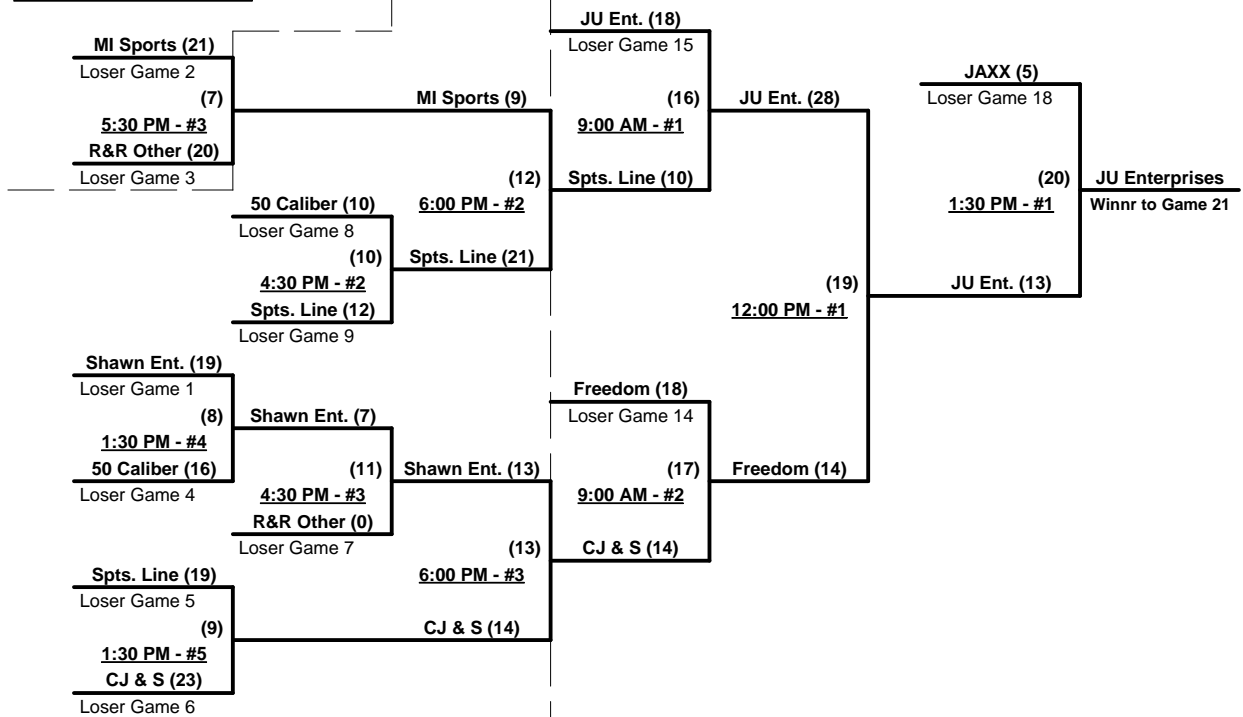 JU Ent. (18)
MI Sports (21)
Loser Game 15
Loser Game 2
JAXX (5)
(7)
MI Sports (9)
(16)
JU Ent. (28)
Loser Game 18
5:30 PM - #3
9:00 AM - #1
R&R Other (20)
Loser Game 3
(12)
Spts. Line (10)
(20)
JU Enterprises
50 Caliber (10)
6:00 PM - #2
1:30 PM - #1
Winnr to Game 21
Loser Game 8
(10)
Spts. Line (21)
4:30 PM - #2
(19)
JU Ent. (13)
Spts. Line (12)
12:00 PM - #1
Loser Game 9
Shawn Ent. (19)
Loser Game 1
Freedom (18)
(8)
Shawn Ent. (7)
Loser Game 14
1:30 PM - #4
50 Caliber (16)
(11)
Shawn Ent. (13)
(17)
Freedom (14)
Loser Game 4
4:30 PM - #3
9:00 AM - #2
R&R Other (0)
Loser Game 7
(13)
CJ & S (14)
Spts. Line (19)
6:00 PM - #3
Loser Game 5
(9)
CJ & S (14)
1:30 PM - #5
CJ & S (23)
Loser Game 6